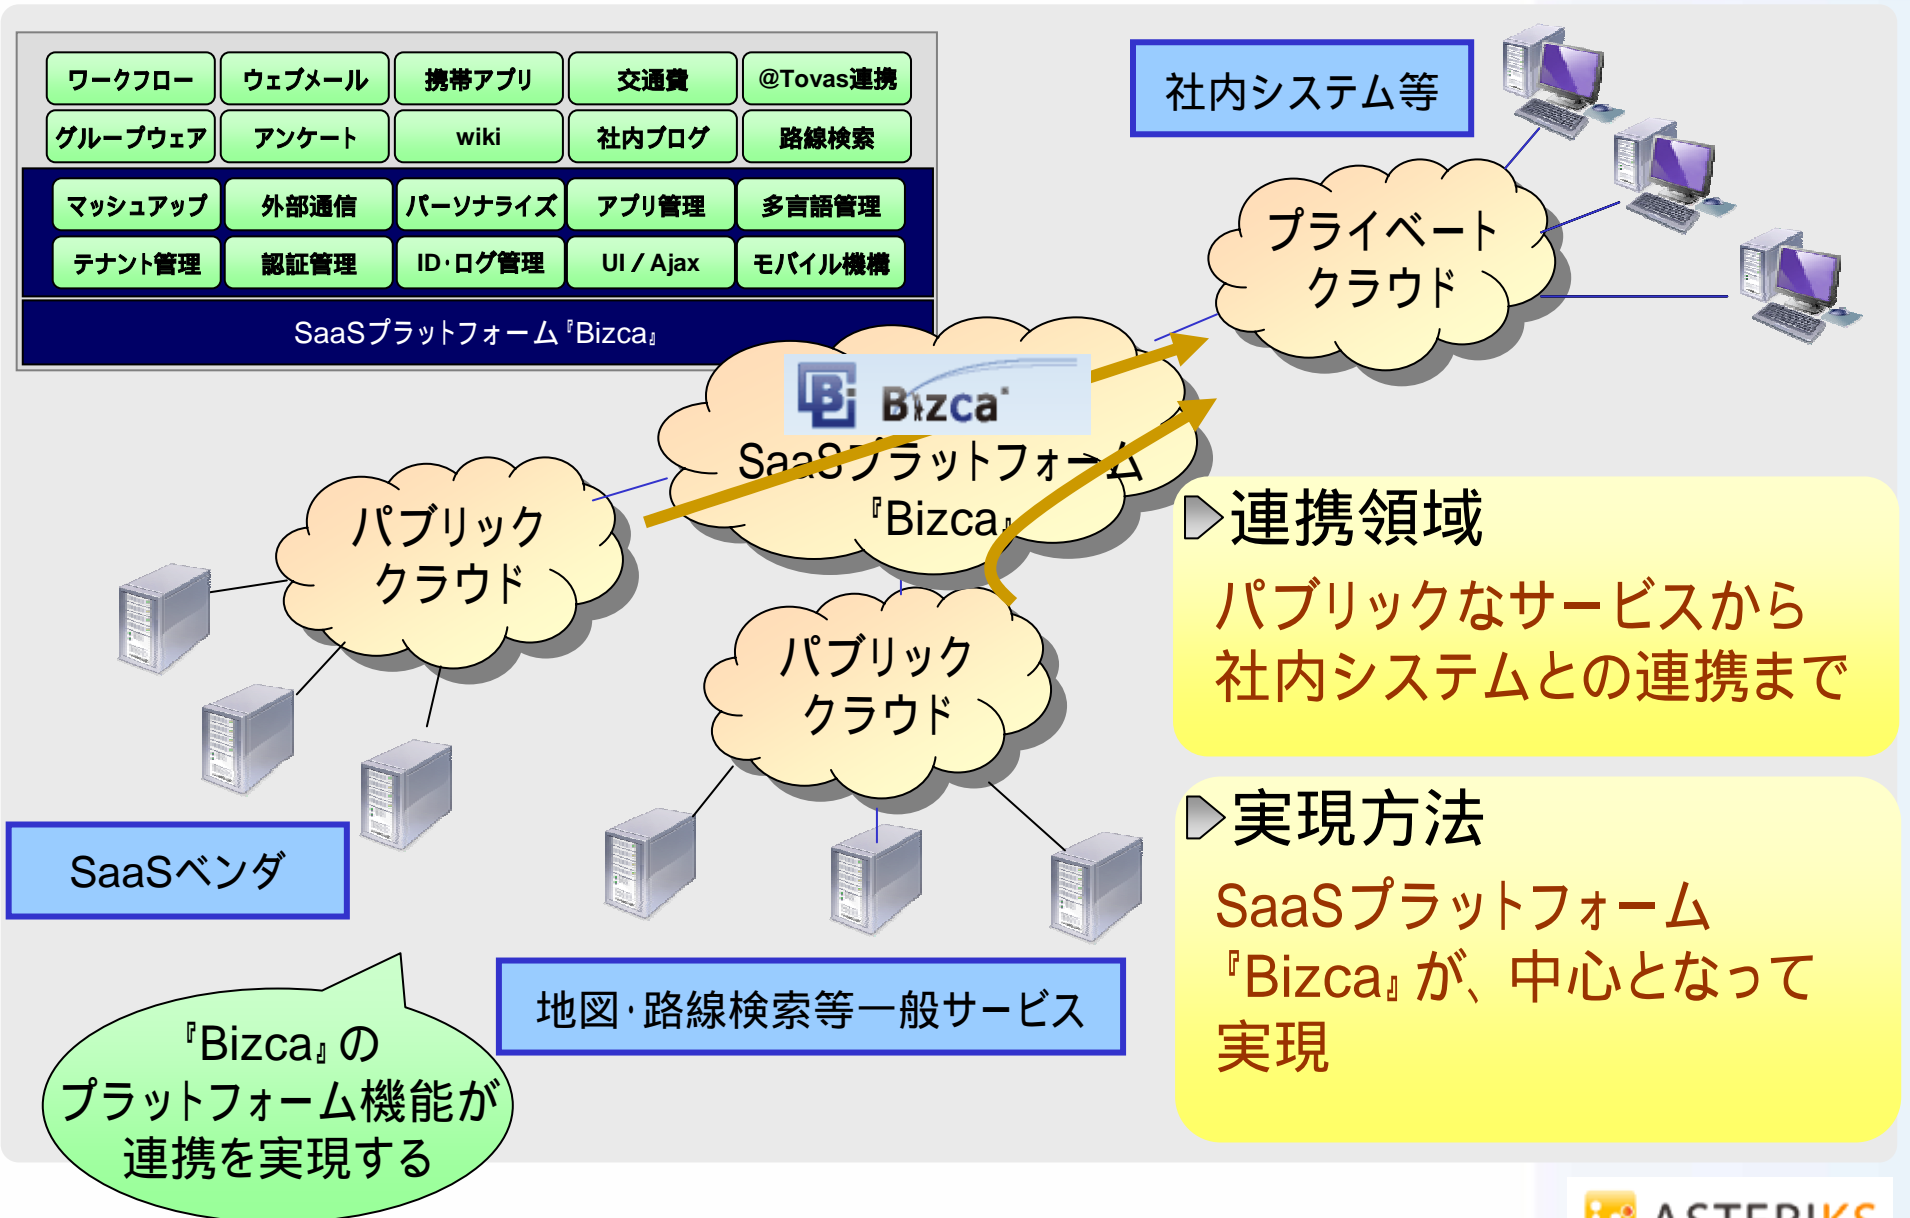 ワークフロー
ウェブメール
携帯アプリ
交通費
@Tovas連携
グループウェア
アンケート
wiki
社内ブログ
路線検索
マッシュアップ
外部通信
パーソナライズ
アプリ管理
多言語管理
テナント管理
認証管理
ID・ログ管理
UI / Ajax
モバイル機構
SaaSプラットフォーム『Bizca』
社内システム等
プライベート
クラウド
Bizca
SaaSプラットフォーム
『Bizca』
パブリック
クラウド
パブリック
クラウド
SaaSベンダ
地図・路線検索等一般サービス
『Bizca』の
プラットフォーム機能が
連携を実現する
連携領域
パブリックなサービスから
社内システムとの連携まで
実現方法
SaaSプラットフォーム
『Bizca』が、中心となって
実現
ASTERIKS